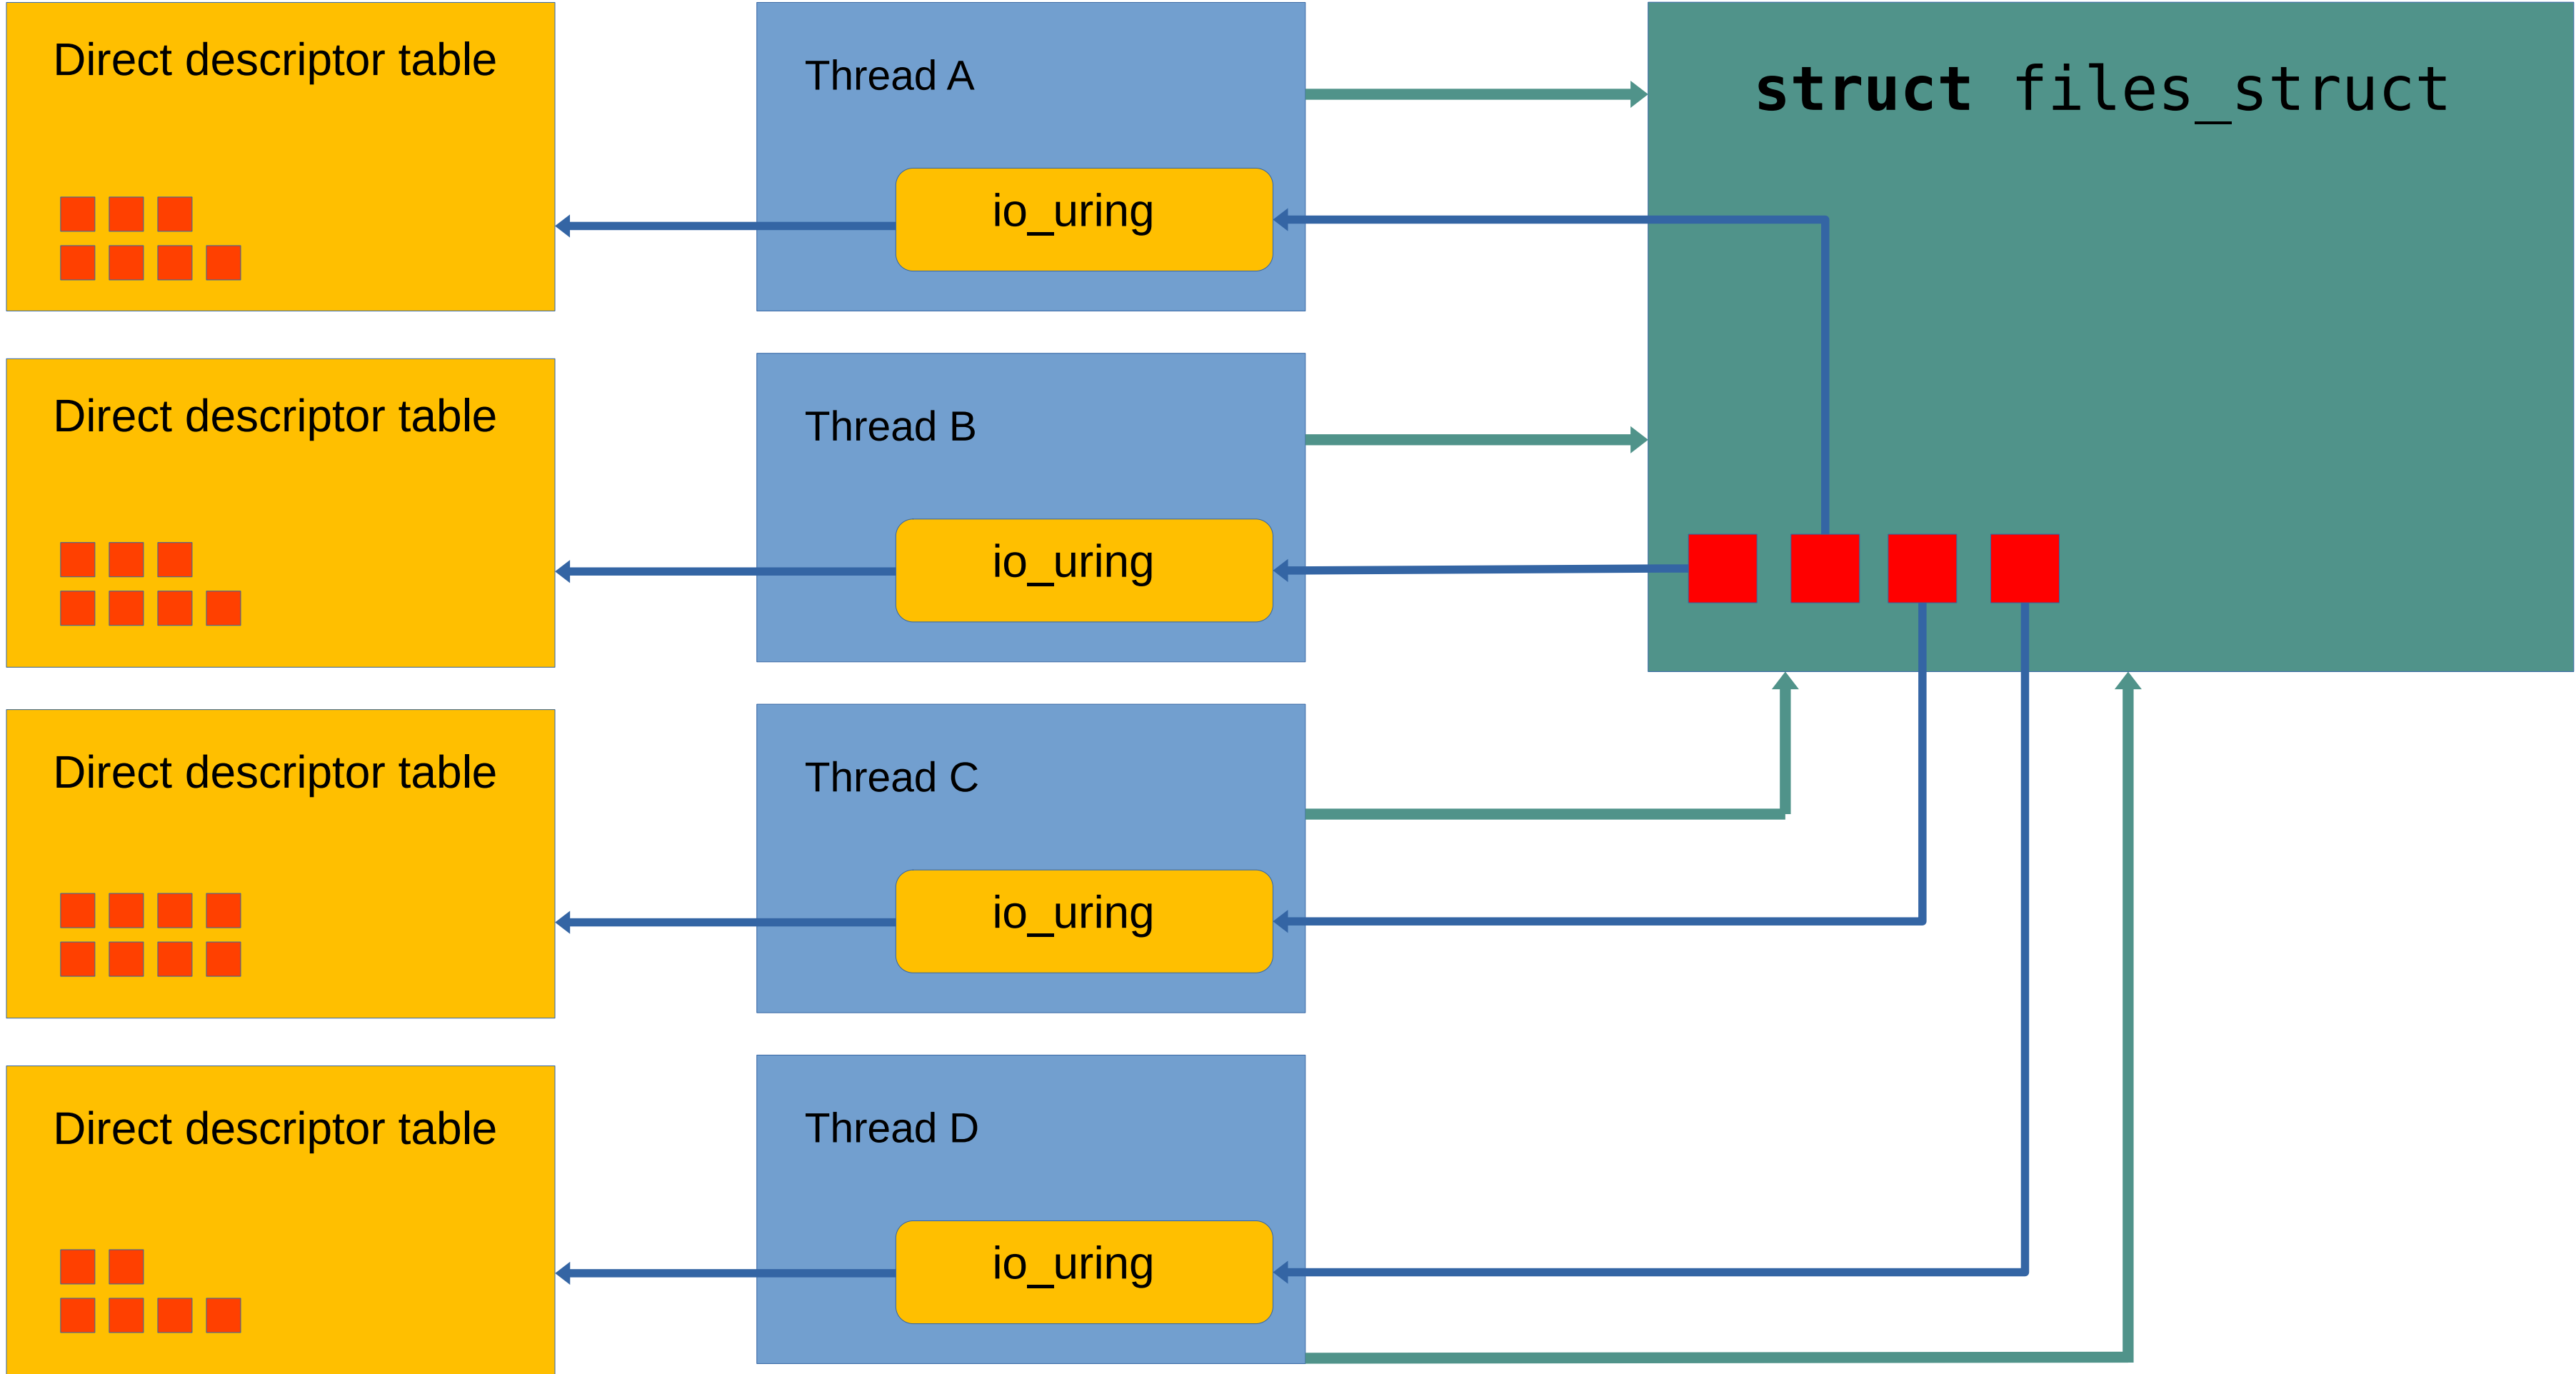 Direct descriptor table
Thread A
io_uring
struct files_struct
Direct descriptor table
Thread B
io_uring
Direct descriptor table
Thread C
io_uring
Direct descriptor table
Thread D
io_uring